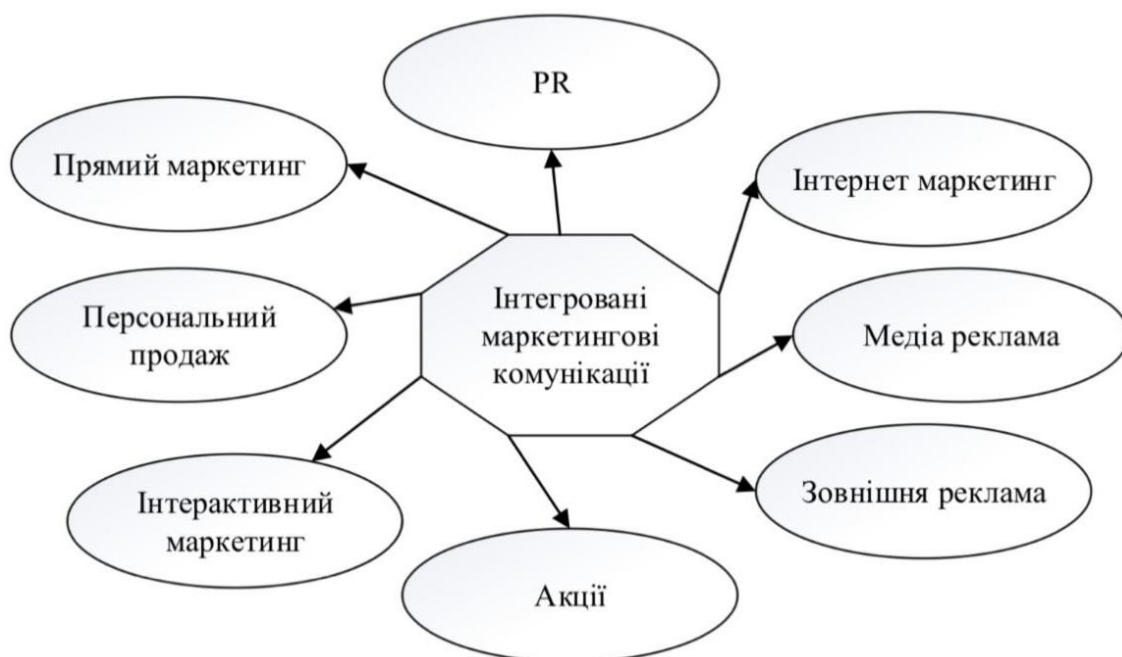 PR
Прямий маркетинг
Інтернет маркетинг
Інтегровані
маркетингові
комунікації
Персональний
продаж
Медіа реклама
Інтерактивний
маркетинг
Зовнішня реклама
Акції